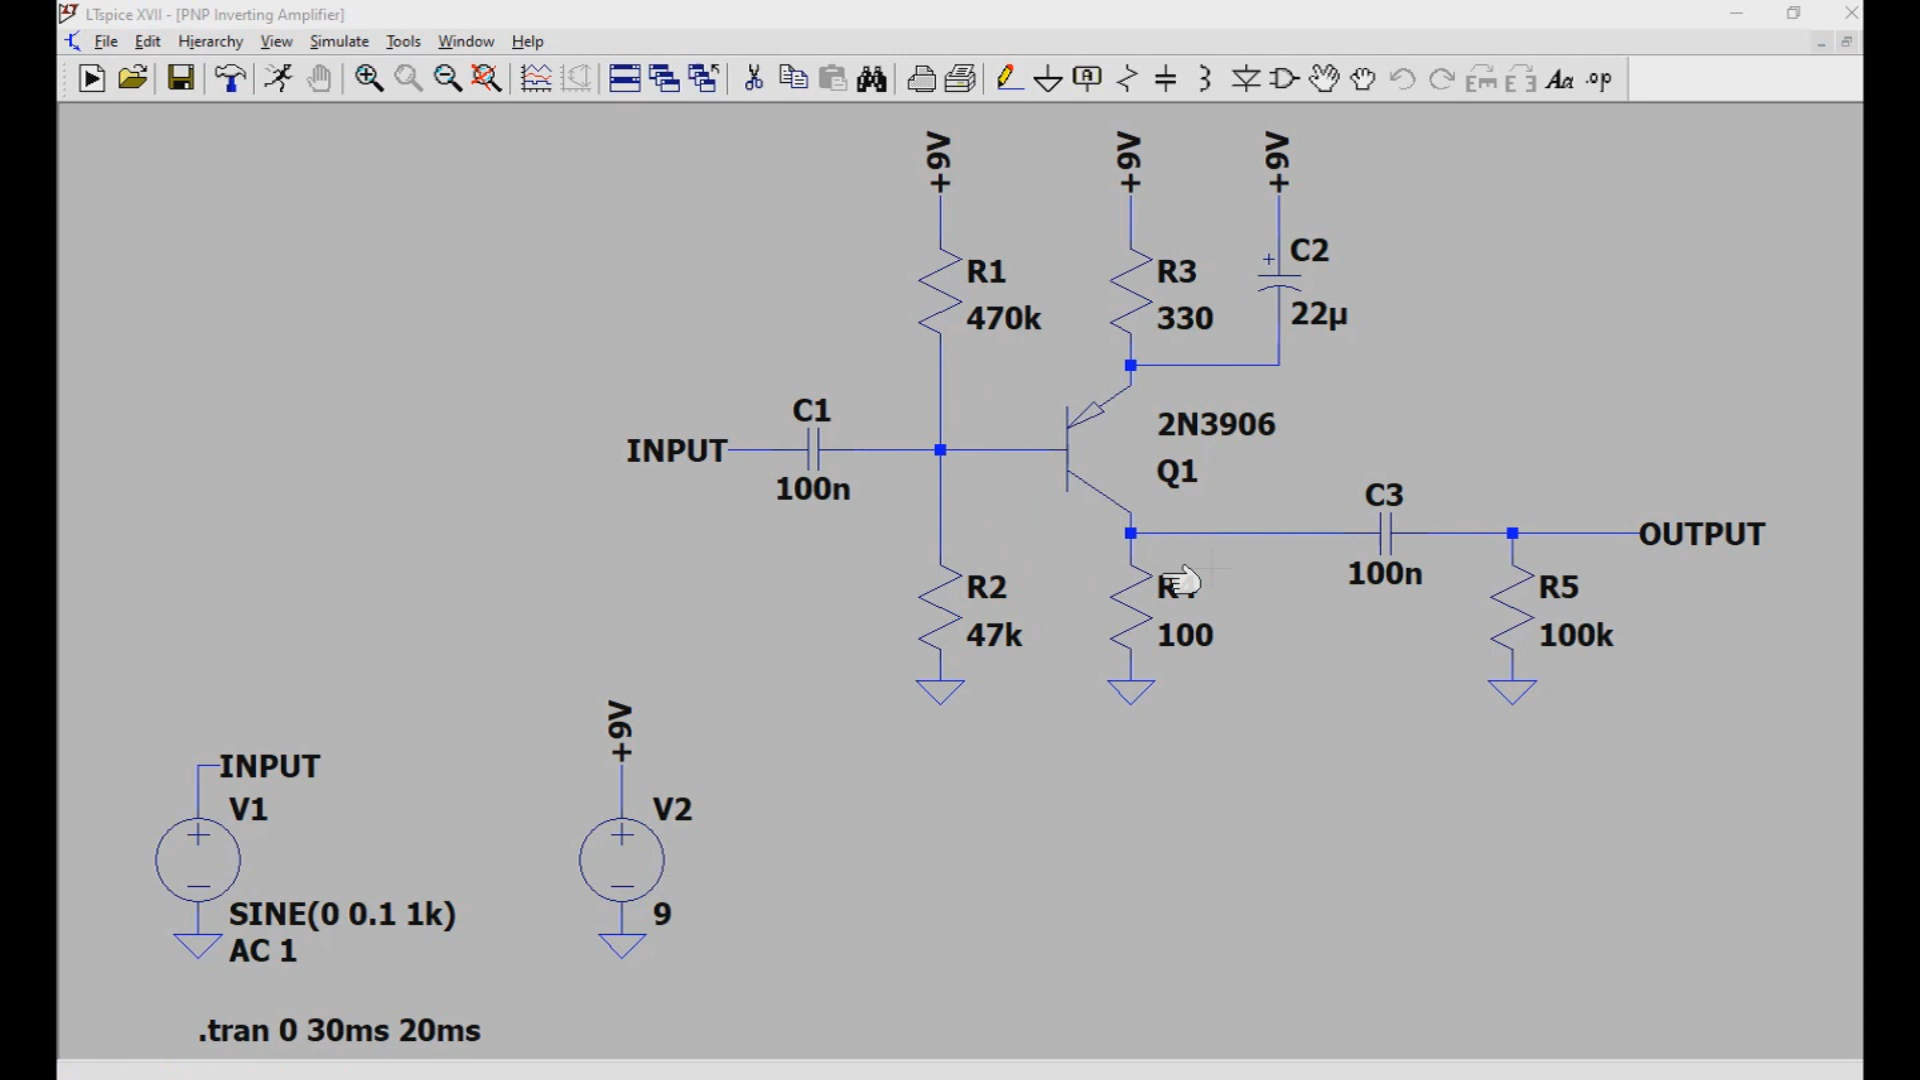 LTspice XVII - [PNP Inverting Amplifier]
File Edit Hierarchy View Simulate Tools Window Help
.op
+9V +9V +9V
R1
470k
R3
330
C2
+
22µ
C1
INPUT
100n
2N3906
Q1
C3
100n
OUTPUT
R2
47k
100
R5
100k
INPUT
V1
SINE(0 0.1 1k)
AC 1
+9V
V2
9
.tran 0 30ms 20ms